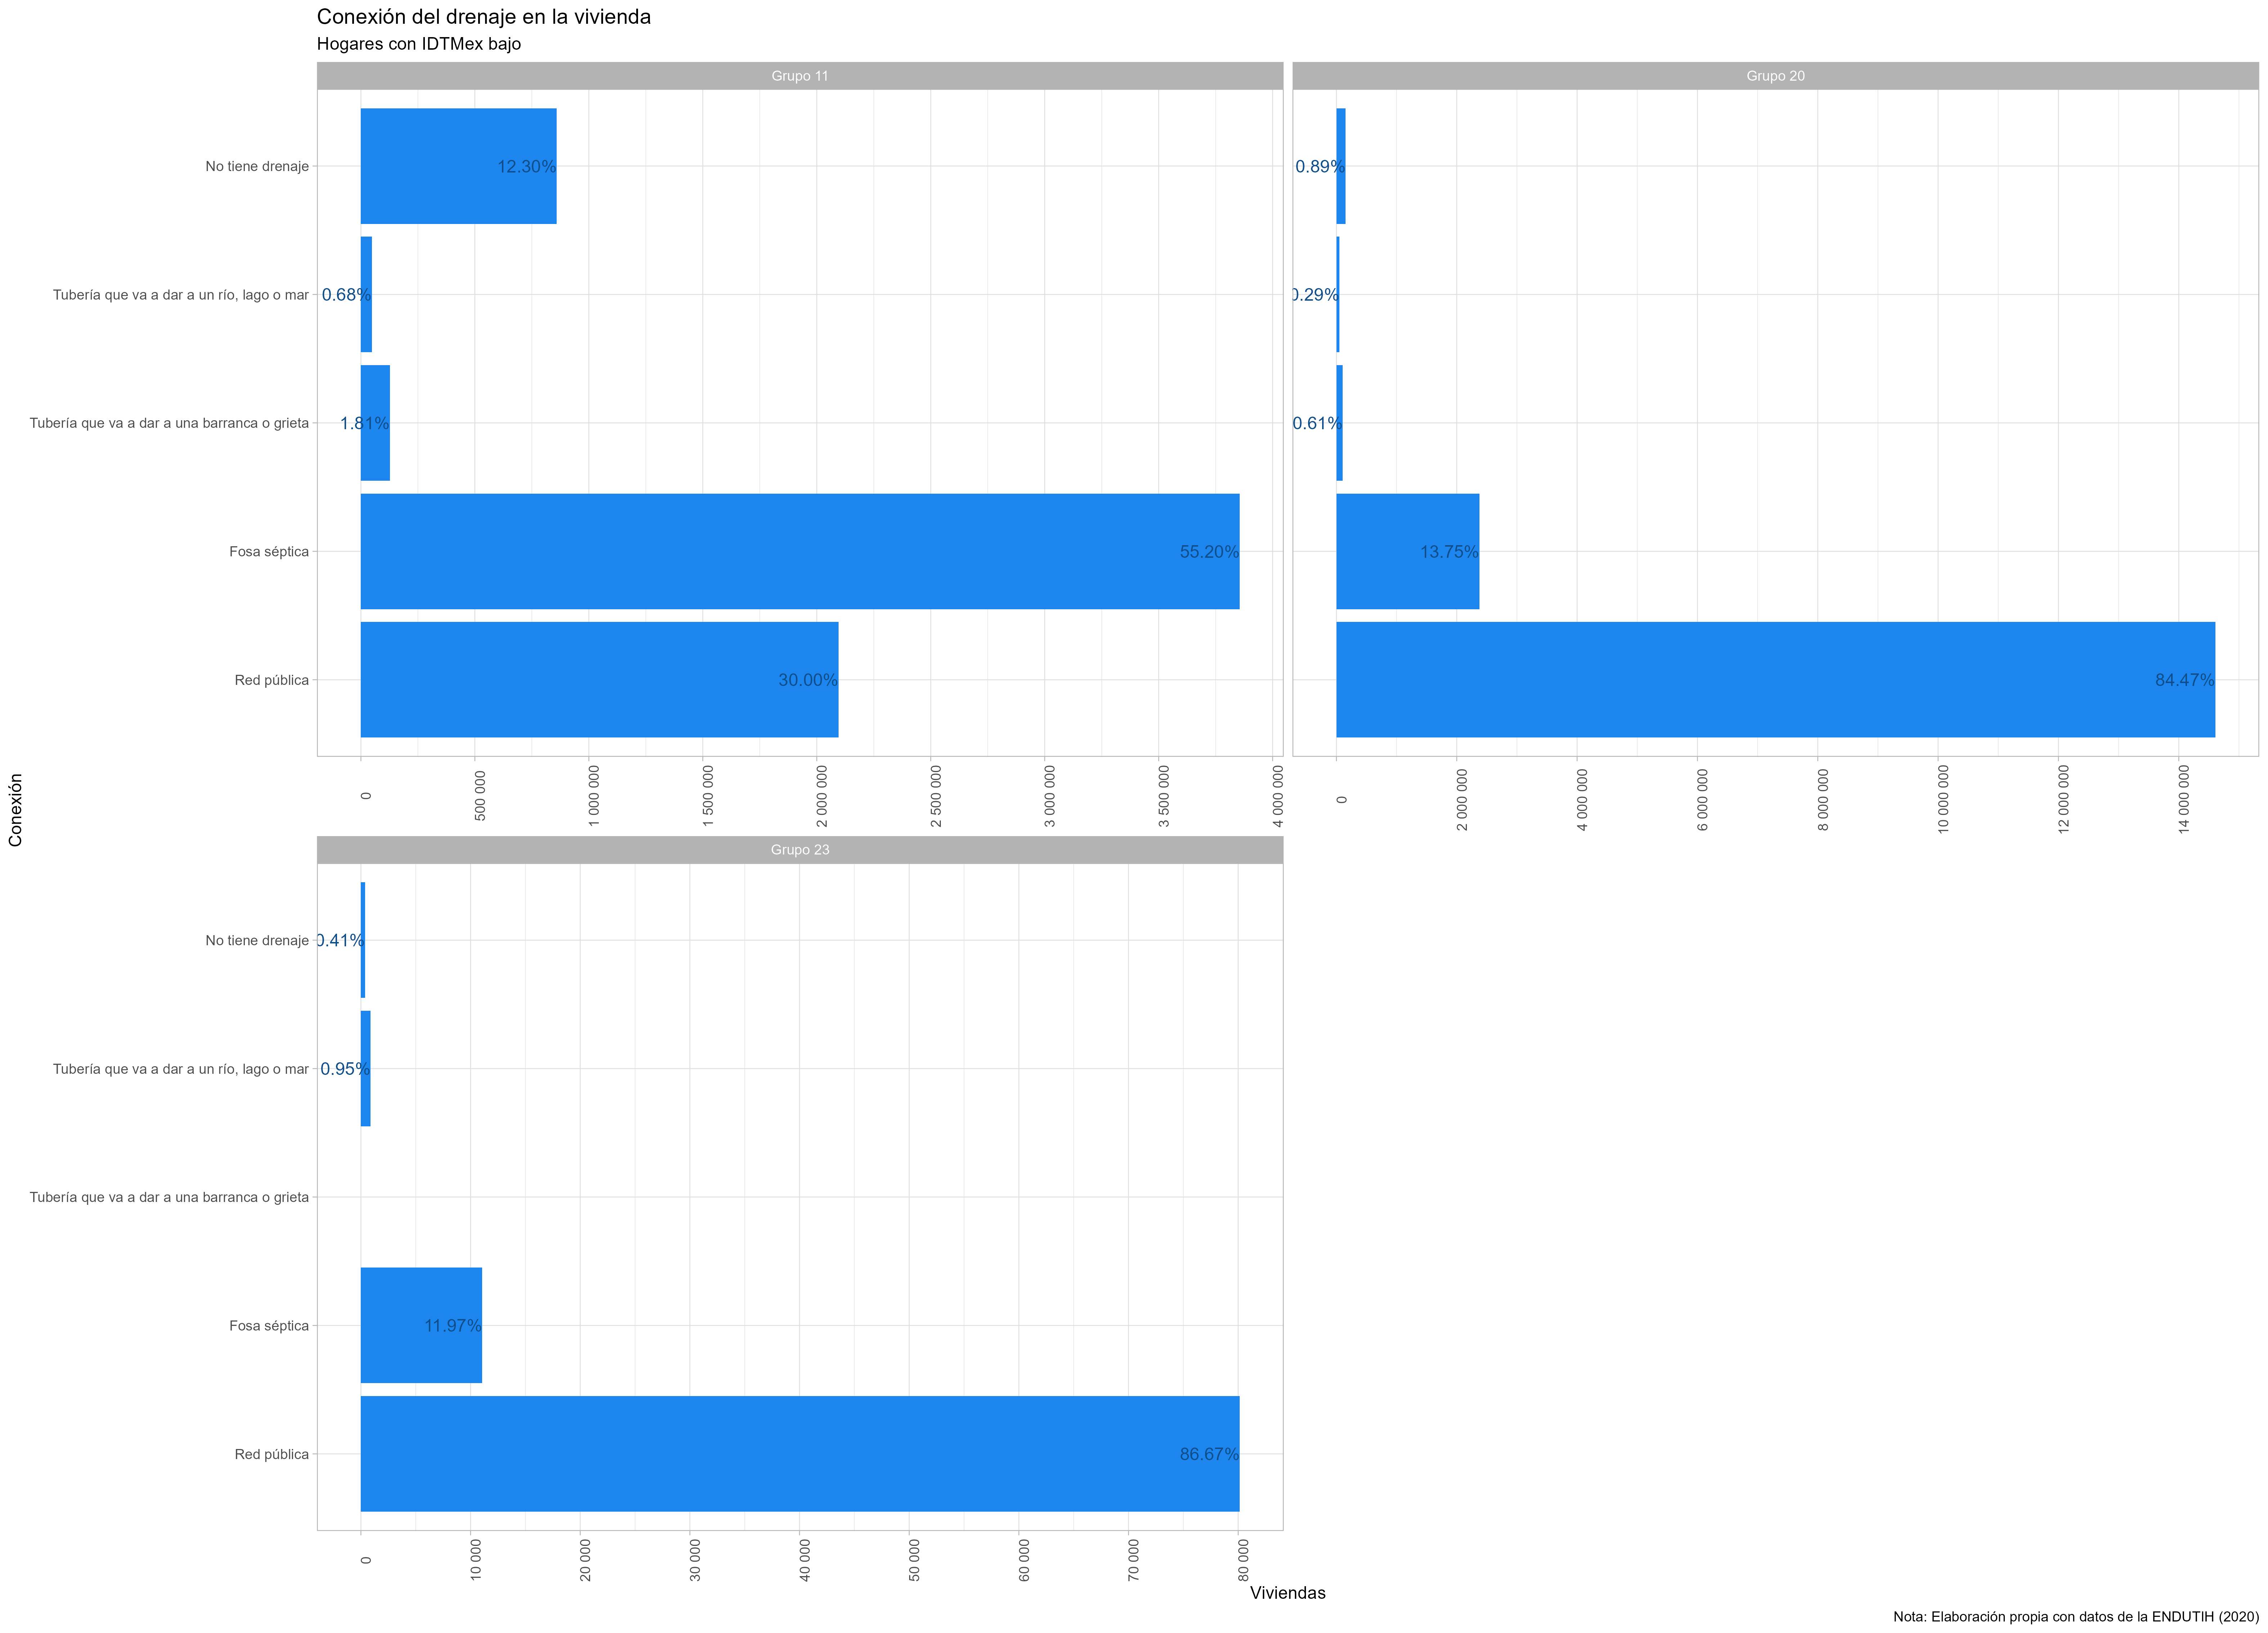 Conexión del drenaje en la vivienda
Hogares con IDTMex bajo
Grupo 11
No tiene drenaje
12.30%
Tubería que va a dar a un río, lago o mar
0.68%
Tubería que va a dar a una barranca o grieta
1.81%
Fosa séptica
55.20%
Red pública
30.00%
0
500 000
1 000 000
1 500 000
2 000 000
2 500 000
3 000 000
3 500 000
4 000 000
Grupo 20
0.89%
0.29%
0.61%
13.75%
84.47%
0
2 000 000
4 000 000
6 000 000
8 000 000
10 000 000
12 000 000
14 000 000
Conexión
Grupo 23
No tiene drenaje
0.41%
Tubería que va a dar a un río, lago o mar
0.95%
Tubería que va a dar a una barranca o grieta
Fosa séptica
11.97%
Red pública
86.67%
0
10 000
20 000
30 000
40 000
50 000
60 000
70 000
80 000
Viviendas
Nota: Elaboración propia con datos de la ENDUTIH (2020)